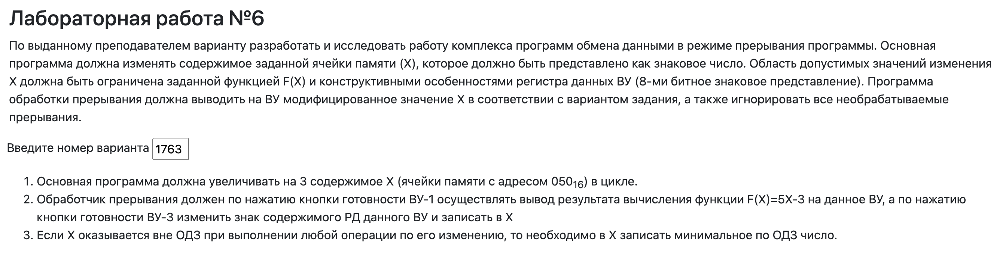 Лабораторная работа №6
По выданному преподавателем варианту разработать и исследовать работу комплекса программ обмена данными в режиме прерывания программы. Основная
программа должна изменять содержимое заданной ячейки памяти (X), которое должно быть представлено как знаковое число. Область допустимых значений изменения
X должна быть ограничена заданной функцией F(X) и конструктивными особенностями регистра данных ВУ (8-ми битное знаковое представление). Программа
обработки прерывания должна выводить на ВУ модифицированное значение X в соответствии с вариантом задания, а также игнорировать все необрабатываемые
прерывания.
Введите номер варианта 1763
1. Основная программа должна увеличивать на 3 содержимое X (ячейки памяти с адресом 050₁₆) в цикле.
2. Обработчик прерывания должен по нажатию кнопки готовности ВУ-1 осуществлять вывод результата вычисления функции F(X)=5X-3 на данное ВУ, а по нажатию
кнопки готовности ВУ-3 изменить знак содержимого РД данного ВУ и записать в X
3. Если X оказывается вне ОДЗ при выполнении любой операции по его изменению, то необходимо в X записать минимальное по ОДЗ число.